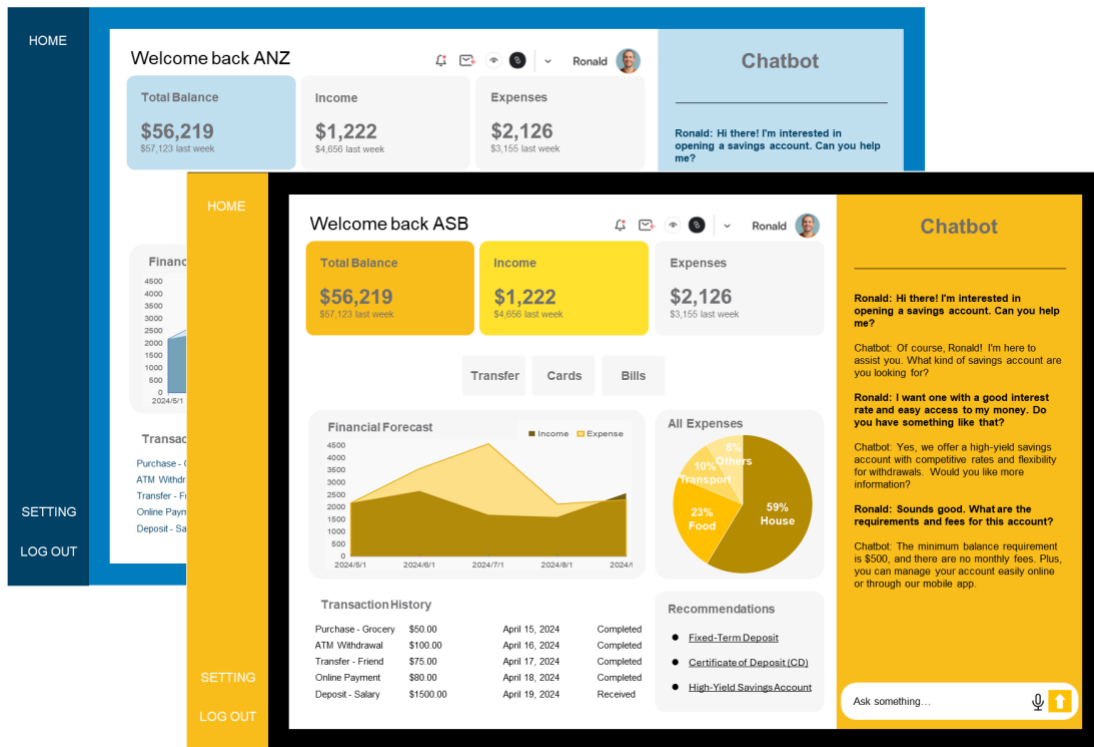 HOME
SETTING
LOG OUT
Welcome back ANZ
Ronald
Total Balance
$56,219
$57,123 last week
Income
$1,222
$4,656 last week
Expenses
$2,126
$3,155 last week
Chatbot
Ronald: Hi there! I'm interested in
opening a savings account. Can you help
me?
Financ
4500
4000
3500
3000
2500
2000
1500
1000
500
0
2024/5/1
Transac
Purchase - G
ATM Withdr
Transfer - Fr
Online Paym
Deposit - Sa
HOME
SETTING
LOG OUT
Welcome back ASB
Ronald
Total Balance
$56,219
$57,123 last week
Income
$1,222
$4,656 last week
Expenses
$2,126
$3,155 last week
Transfer Cards Bills
Financial Forecast
Income Expense
4500
4000
3500
3000
2500
2000
1500
1000
500
0
2024/5/1 2024/6/1 2024/7/1 2024/8/1 2024/
All Expenses
8%
Others
10%
Transport
23%
Food
59%
House
Transaction History
Purchase - Grocery $50.00 April 15, 2024 Completed
ATM Withdrawal $100.00 April 16, 2024 Completed
Transfer - Friend $75.00 April 17, 2024 Completed
Online Payment $80.00 April 18, 2024 Completed
Deposit - Salary $1500.00 April 19, 2024 Received
Recommendations
Fixed-Term Deposit
Certificate of Deposit (CD)
High-Yield Savings Account
Chatbot
Ronald: Hi there! I'm interested in
opening a savings account. Can you help
me?
Chatbot: Of course, Ronald! I'm here to
assist you. What kind of savings account are
you looking for?
Ronald: I want one with a good interest
rate and easy access to my money. Do
you have something like that?
Chatbot: Yes, we offer a high-yield savings
account with competitive rates and flexibility
for withdrawals. Would you like more
information?
Ronald: Sounds good. What are the
requirements and fees for this account?
Chatbot: The minimum balance requirement
is $500, and there are no monthly fees. Plus,
you can manage your account easily online
or through our mobile app.
Ask something...